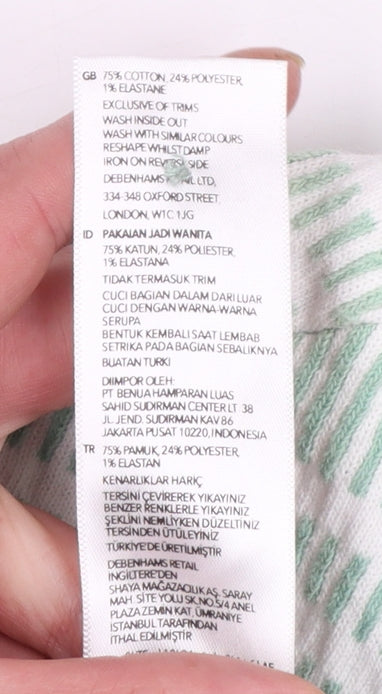 GB 75% COTTON, 24% POLYESTER,
1% ELASTANE
EXCLUSIVE OF TRIMS
WASH INSIDE OUT
WASH WITH SIMILAR COLOURS
RESHAPE WHILST DAMP
IRON ON REVERSE SIDE
DEBENHAMS LTD,
334-348 OXFORD STREET,
LONDON, W1C 1JG
ID PAKAIAN JADI WANITA
75% KATUN, 24% POLIESTER,
1% ELASTANA
TIDAK TERMASUK TRIM
CUCI BAGIAN DALAM DARI LUAR
CUCI DENGAN WARNA-WARNA
SERUPA
BENTUK KEMBALI SAAT LEMBAB
SETRIKA PADA BAGIAN SEBALIKNYA
BUATAN TURKI
DIIMPOR OLEH:
PT BENUA HAMPARAN LUAS
SAHID SUDIRMAN CENTER LT 38
JL. JEND. SUDIRMAN KAV 86
JAKARTA PUSAT 10220, INDONESIA
TR 75% PAMUK, 24% POLYESTER,
1% ELASTAN
KENARLIKLAR HARİÇ
TERSİNİ ÇEVİREREK YIKAYINIZ
BENZER RENKLERLE YIKAYINIZ
ŞEKLİNİ NEMLİYKEN DÜZELTİNİZ
TERSİNDEN ÜTÜLEYİNİZ
TÜRKİYE'DE ÜRETİLMİŞTİR
DEBENHAMS RETAIL
INGİLTERE'DEN
SHAYA MAĞAZACILIK AŞ. SARAY
MAH. SİTE YOLU SK. NO.5/4 ANEL
PLAZA ZEMİN KAT, ÜMRANİYE
İSTANBUL TARAFINDAN
İTHAL EDİLMİŞTİR